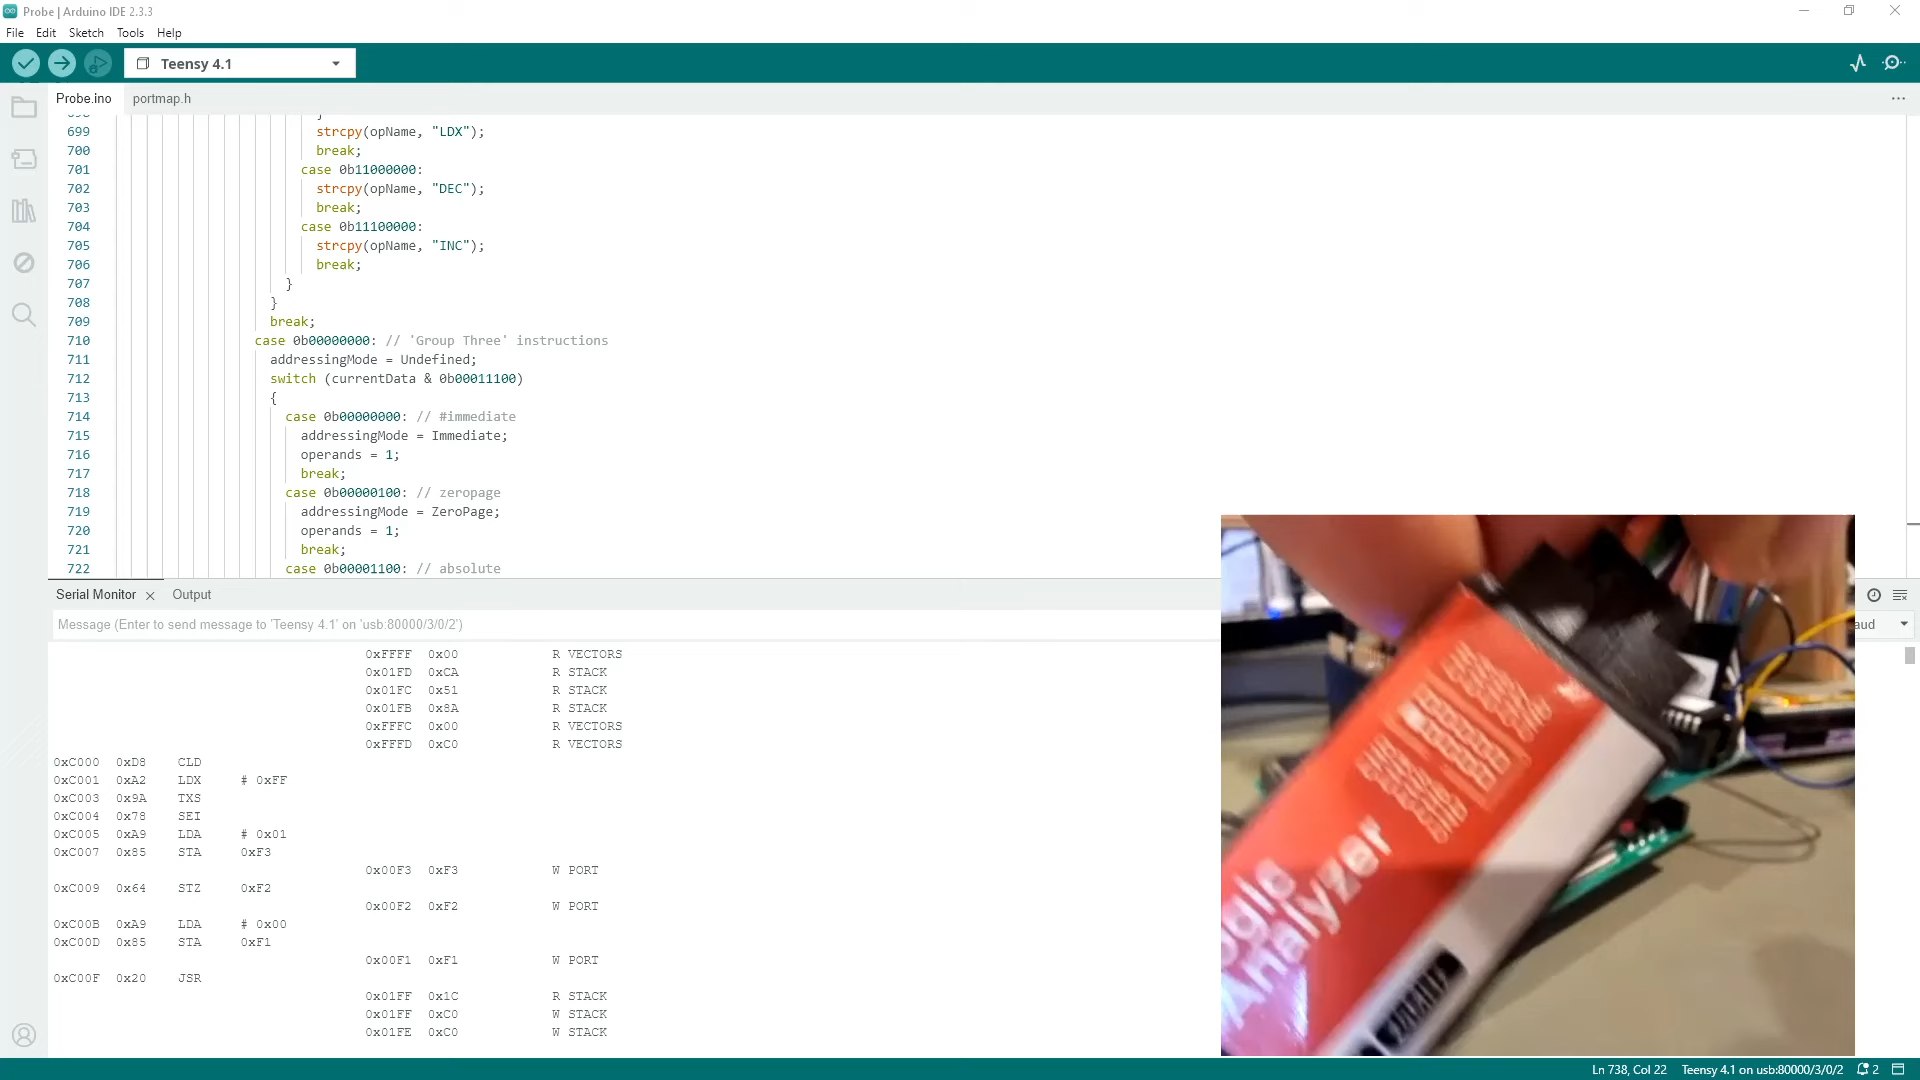 Probe | Arduino IDE 2.3.3
File Edit Sketch Tools Help
Teensy 4.1
Probe.ino portmap.h
698 }
699 strcpy(opName, "LDX");
700 break;
701 case 0b11000000:
702 strcpy(opName, "DEC");
703 break;
704 case 0b11100000:
705 strcpy(opName, "INC");
706 break;
707 }
708 }
709 break;
710 case 0b00000000: // 'Group Three' instructions
711 addressingMode = Undefined;
712 switch (currentData & 0b00011100)
713 {
714 case 0b00000000: // #immediate
715 addressingMode = Immediate;
716 operands = 1;
717 break;
718 case 0b00000100: // zeropage
719 addressingMode = ZeroPage;
720 operands = 1;
721 break;
722 case 0b00001100: // absolute
Serial Monitor Output
Message (Enter to send message to 'Teensy 4.1' on 'usb:80000/3/0/2')
aud
0xFFFF 0x00 R VECTORS
0x01FD 0xCA R STACK
0x01FC 0x51 R STACK
0x01FB 0x8A R STACK
0xFFFC 0x00 R VECTORS
0xFFFD 0xC0 R VECTORS
0xC000 0xD8 CLD
0xC001 0xA2 LDX # 0xFF
0xC003 0x9A TXS
0xC004 0x78 SEI
0xC005 0xA9 LDA # 0x01
0xC007 0x85 STA 0xF3
0x00F3 0xF3 W PORT
0xC009 0x64 STZ 0xF2
0x00F2 0xF2 W PORT
0xC00B 0xA9 LDA # 0x00
0xC00D 0x85 STA 0xF1
0x00F1 0xF1 W PORT
0xC00F 0x20 JSR
0x01FF 0x1C R STACK
0x01FF 0xC0 W STACK
0x01FE 0xC0 W STACK
ogic
Analyzer
Ln 738, Col 22 Teensy 4.1 on usb:80000/3/0/2 2